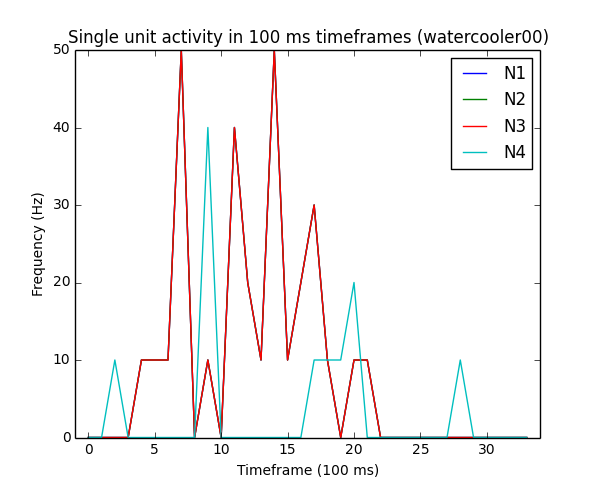 Single unit activity in 100 ms timeframes (watercooler00)
50
40
30
20
10
0
Frequency (Hz)
N1
N2
N3
N4
0 5 10 15 20 25 30
Timeframe (100 ms)